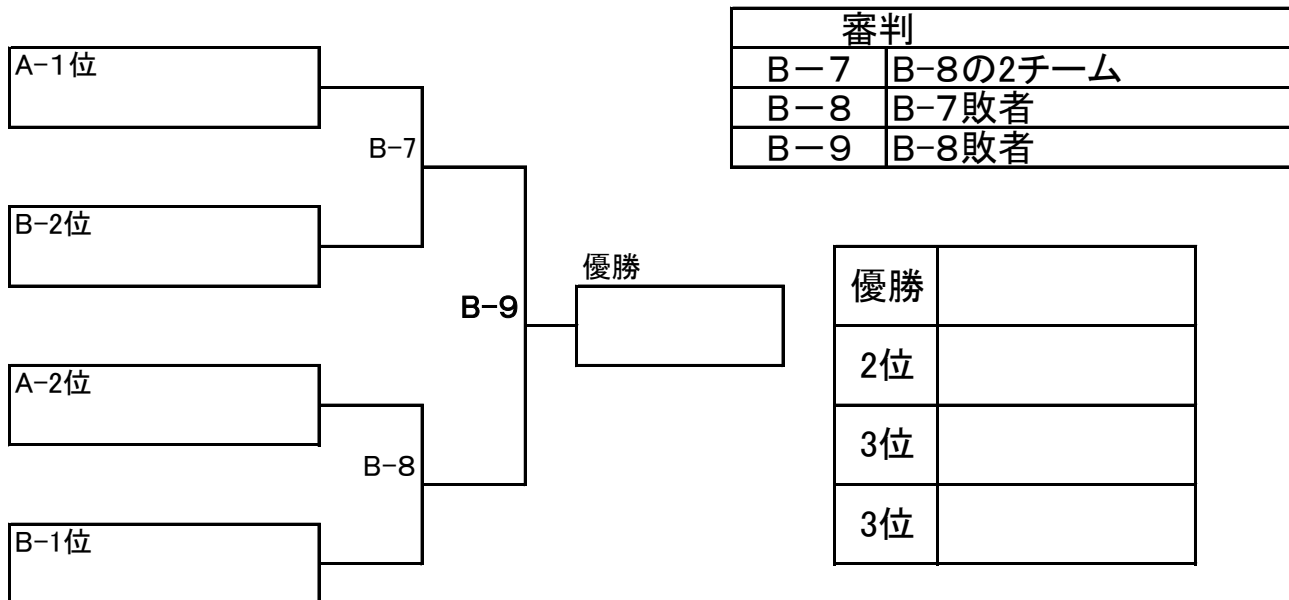 審判
B－7 B-8の2チーム
B－8 B-7敗者
B－9 B-8敗者
A-1位
B-7
B-2位
優勝
B-9
A-2位
B-8
B-1位
優勝
2位
3位
3位